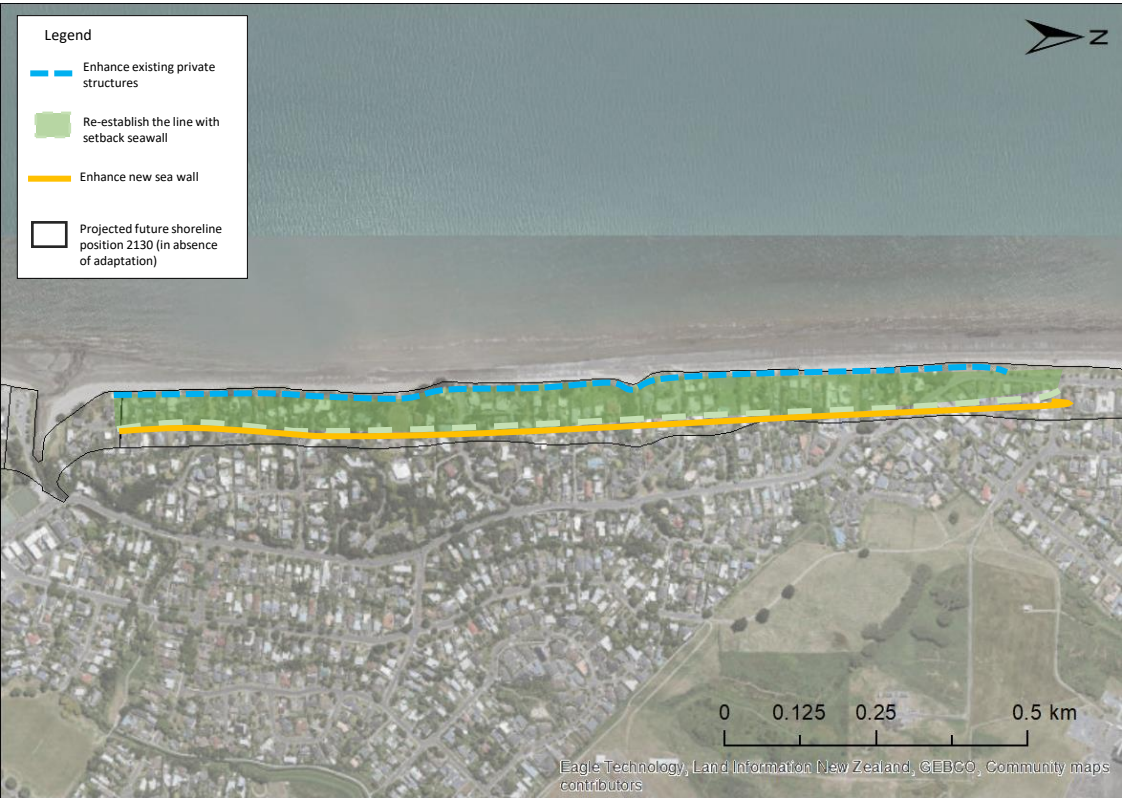 Legend
Enhance existing private
structures
Re-establish the line with
setback seawall
Enhance new sea wall
Projected future shoreline
position 2130 (in absence
of adaptation)
N
0 0.125 0.25 0.5 km
Eagle Technology, Land Information New Zealand, GEBCO, Community maps
contributors